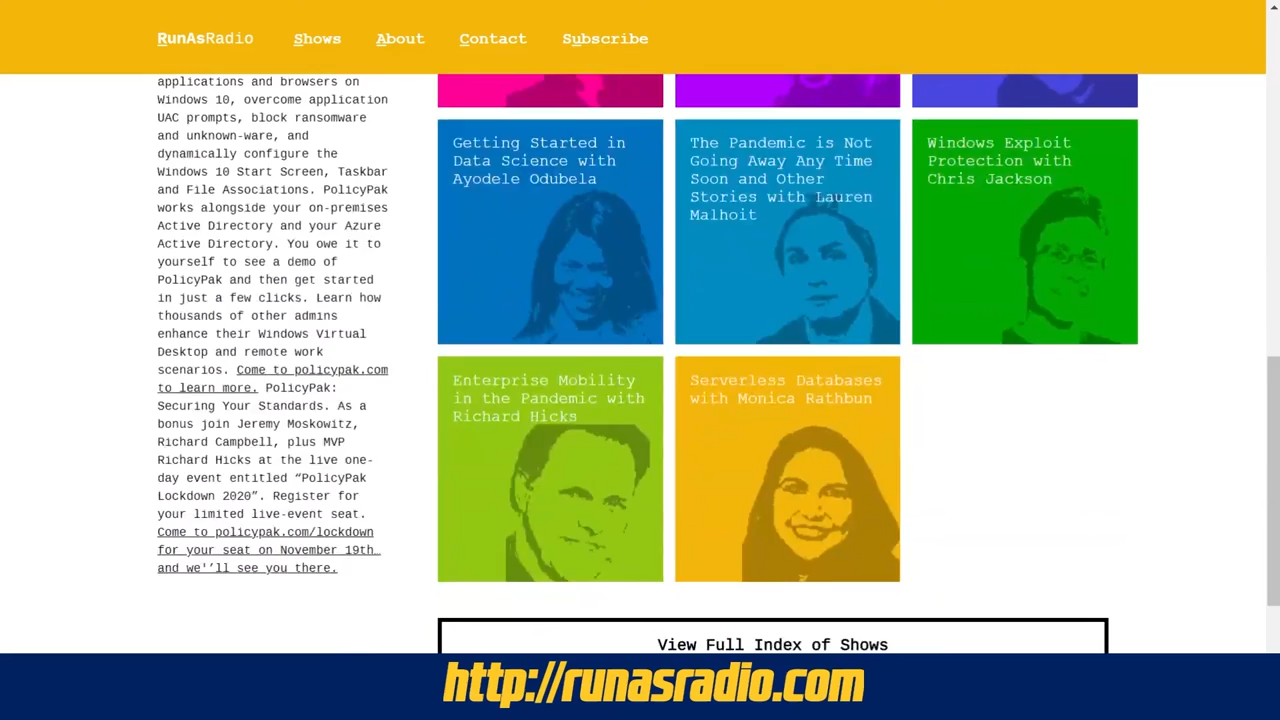 RunAsRadio Shows About Contact Subscribe
applications and browsers on
Windows 10, overcome application
UAC prompts, block ransomware
and unknown-ware, and
dynamically configure the
Windows 10 Start Screen, Taskbar
and File Associations. PolicyPak
works alongside your on-premises
Active Directory and your Azure
Active Directory. You owe it to
yourself to see a demo of
PolicyPak and then get started
in just a few clicks. Learn how
thousands of other admins
enhance their Windows Virtual
Desktop and remote work
scenarios. Come to policypak.com
to learn more. PolicyPak:
Securing Your Standards. As a
bonus join Jeremy Moskowitz,
Richard Campbell, plus MVP
Richard Hicks at the live one-
day event entitled “PolicyPak
Lockdown 2020”. Register for
your limited live-event seat.
Come to policypak.com/lockdown
for your seat on November 19th
and we'’ll see you there.
Getting Started in
Data Science with
Ayodele Odubela
The Pandemic is Not
Going Away Any Time
Soon and Other
Stories with Lauren
Malhoit
Windows Exploit
Protection with
Chris Jackson
Enterprise Mobility
in the Pandemic with
Richard Hicks
Serverless Databases
with Monica Rathbun
View Full Index of Shows
http://runasradio.com